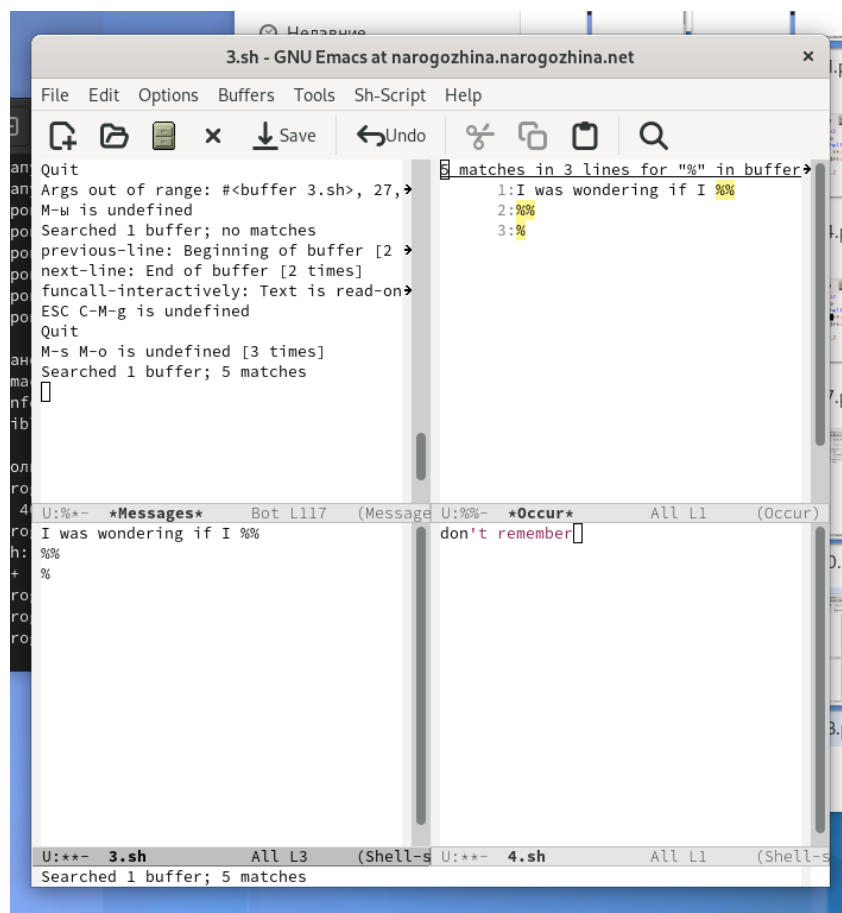 Недавние
3.sh - GNU Emacs at narogozhina.narogozhina.net ×
File Edit Options Buffers Tools Sh-Script Help
Save Undo
Quit
Args out of range: #<buffer 3.sh>, 27,
M-ы is undefined
Searched 1 buffer; no matches
previous-line: Beginning of buffer [2
next-line: End of buffer [2 times]
funcall-interactively: Text is read-on
ESC C-M-g is undefined
Quit
M-s M-o is undefined [3 times]
Searched 1 buffer; 5 matches
U:%*- *Messages* Bot L117 (Message
5 matches in 3 lines for "%" in buffer
1:I was wondering if I %%
2:%%
3:%
U:%%- *Occur* All L1 (Occur)
I was wondering if I %%
%%
%
U:**- 3.sh All L3 (Shell-s
don't remember
U:**- 4.sh All L1 (Shell-s
Searched 1 buffer; 5 matches